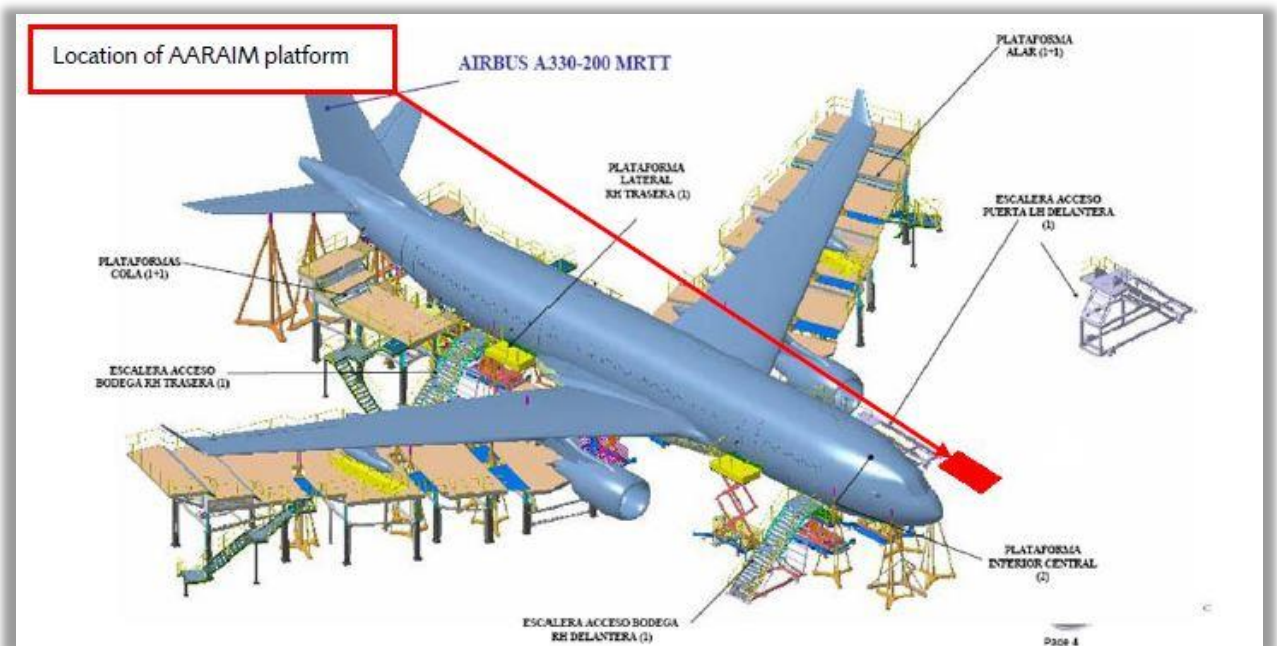 Location of AARAIM platform
AIRBUS A330-200 MRTT
PLATAFORMA
ALAR (1+1)
PLATAFORMA
LATERAL
RH TRASERA (1)
ESCALERA ACCESO
PUERTA LH DELANTERA
(1)
PLATAFORMAS
COLA (1+1)
ESCALERA ACCESO
BODEGA RH TRASERA (1)
PLATAFORMA
INFERIOR CENTRAL
(2)
ESCALERA ACCESO BODEGA
RH DELANTERA (1)
C
Page 4